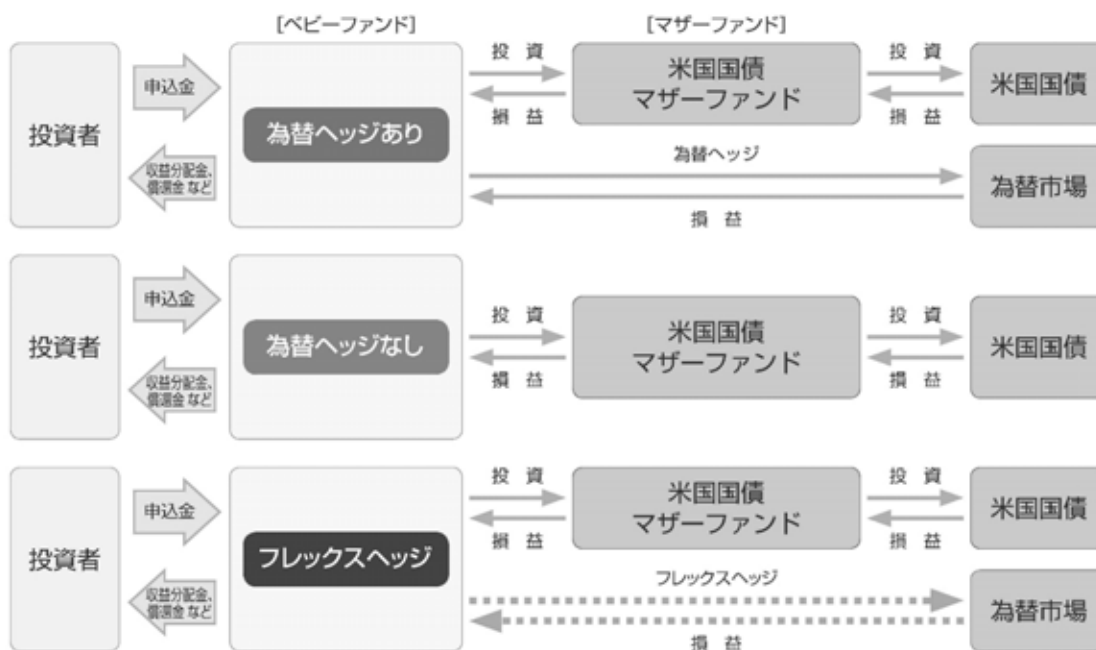 [ベビーファンド]
[マザーファンド]
投資者
申込金
収益分配金、
償還金 など
為替ヘッジあり
投 資
損 益
米国国債
マザーファンド
投 資
損 益
米国国債
為替ヘッジ
損 益
為替市場
投資者
申込金
収益分配金、
償還金 など
為替ヘッジなし
投 資
損 益
米国国債
マザーファンド
投 資
損 益
米国国債
投資者
申込金
収益分配金、
償還金 など
フレックスヘッジ
投 資
損 益
米国国債
マザーファンド
投 資
損 益
米国国債
フレックスヘッジ
損 益
為替市場